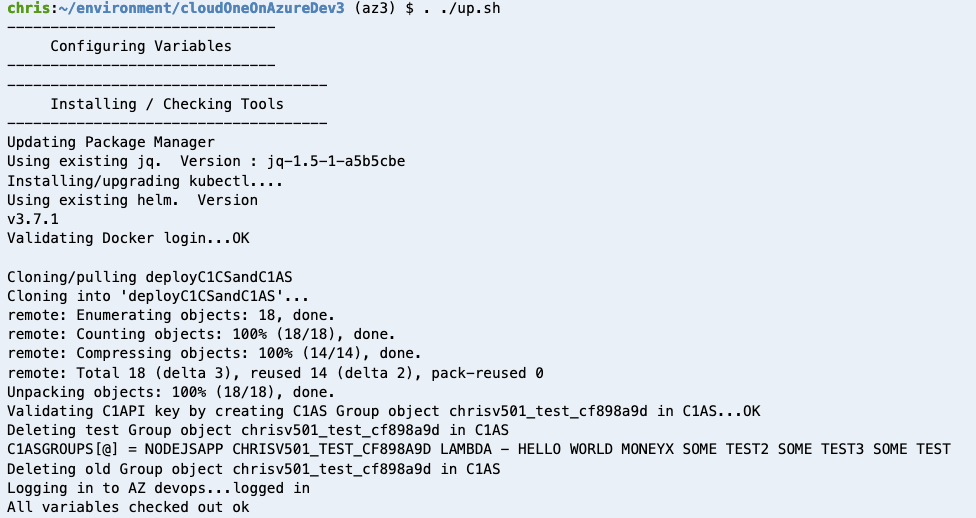 chris:~/environment/cloudOneOnAzureDev3 (az3) $ . ./up.sh
-------------------------------
     Configuring Variables
-------------------------------
-------------------------------------
     Installing / Checking Tools
-------------------------------------
Updating Package Manager
Using existing jq.  Version : jq-1.5-1-a5b5cbe
Installing/upgrading kubectl....
Using existing helm.  Version
v3.7.1
Validating Docker login...OK

Cloning/pulling deployC1CSandC1AS
Cloning into 'deployC1CSandC1AS'...
remote: Enumerating objects: 18, done.
remote: Counting objects: 100% (18/18), done.
remote: Compressing objects: 100% (14/14), done.
remote: Total 18 (delta 3), reused 14 (delta 2), pack-reused 0
Unpacking objects: 100% (18/18), done.
Validating C1API key by creating C1AS Group object chrisv501_test_cf898a9d in C1AS...OK
Deleting test Group object chrisv501_test_cf898a9d in C1AS
C1ASGROUPS[@] = NODEJSAPP CHRISV501_TEST_CF898A9D LAMBDA - HELLO WORLD MONEYX SOME TEST2 SOME TEST3 SOME TEST
Deleting old Group object chrisv501_test_cf898a9d in C1AS
Logging in to AZ devops...logged in
All variables checked out ok